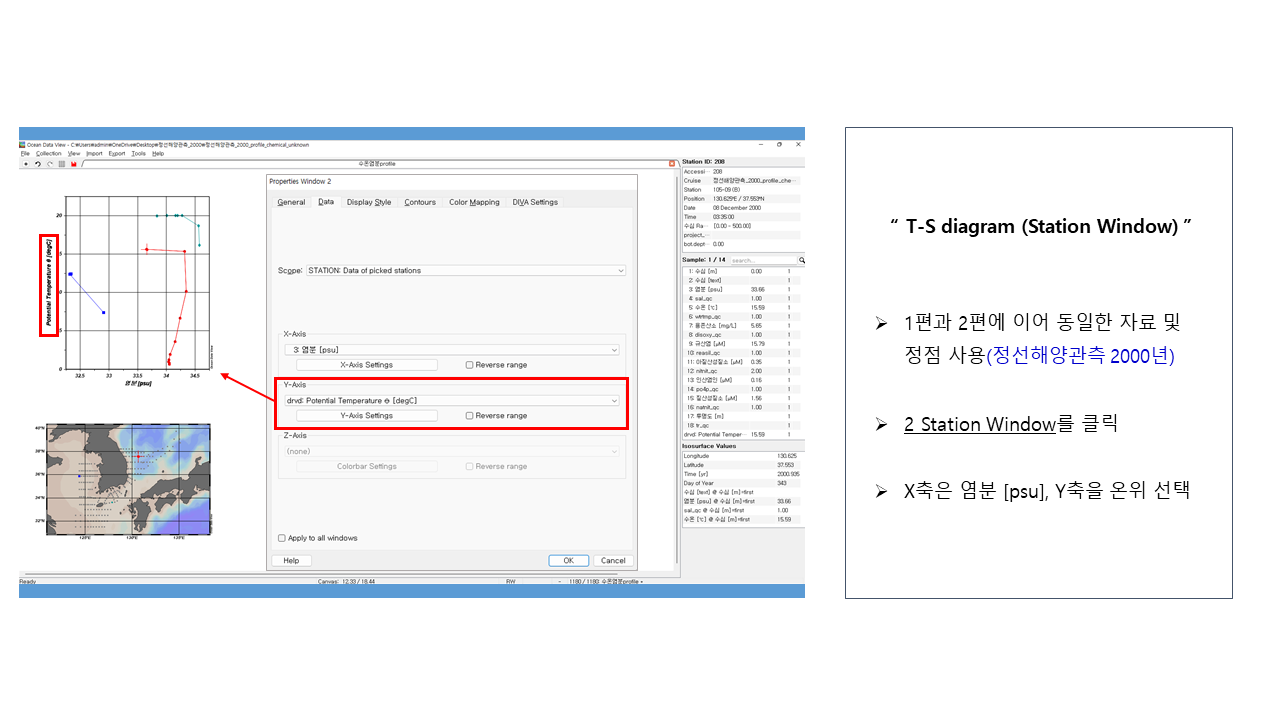 Ocean Data View - C:₩Users₩admin₩OneDrive₩Desktop₩정선해양관측_2000₩정선해양관측_2000_profile_chemical_unknown
File Collection View Import Export Tools Help
수온염분profile
Properties Window 2
General Data Display Style Contours Color Mapping DIVA Settings
Scope: STATION: Data of picked stations
X-Axis
3: 염분 [psu]
X-Axis Settings Reverse range
Y-Axis
drvd: Potential Temperature θ [degC]
Y-Axis Settings Reverse range
Z-Axis
(none)
Colorbar Settings Reverse range
Apply to all windows
Help OK Cancel
Potential Temperature θ [degC]
20
0
32.5 33 33.5 34 34.5
염분 [psu]
40°N
38°N
36°N
34°N
32°N
125°E 130°E 135°E
Station ID: 208
Accessi··· 208
Cruise 정선해양관측_2000_profile_che···
Station 105-09 (B)
Position 130.625°E / 37.553°N
Date 08 December 2000
Time 03:35:00
수심 Ra··· [0.00 - 500.00]
project_···
bot.dept··· 0.00
Sample: 1 / 14 search...
1: 수심 [m] 0.00 1
2: 수심 [text] 1
3: 염분 [psu] 33.66 1
4: sal_qc 1.00 1
5: 수온 [℃] 15.59 1
6: wtrtmp_qc 1.00 1
7: 용존산소 [mg/L] 5.65 1
8: disoxy_qc 1.00 1
9: 규산염 [μM] 15.79 1
10: reasil_qc 1.00 1
11: 아질산성질소 [μM] 0.35 1
12: nitnit_qc 2.00 1
13: 인산염인 [μM] 0.16 1
14: po4p_qc 1.00 1
15: 질산성질소 [μM] 1.56 1
16: natnit_qc 1.00 1
17: 투명도 [m] 1
18: tr_qc 1
drvd: Potential Temper··· 15.59 1
Isosurface Values
Longitude 130.625
Latitude 37.553
Time [yr] 2000.935
Day of Year 343
수심 [text] @ 수심 [m]=first
염분 [psu] @ 수심 [m]=first 33.66
sal_qc @ 수심 [m]=first 1.00
수온 [℃] @ 수심 [m]=first 15.59
Ready Canvas: 12.33 / 18.44 RW 1180 / 1193: 수온염분profile
“ T-S diagram (Station Window) ”
➢ 1편과 2편에 이어 동일한 자료 및
정점 사용(정선해양관측 2000년)
➢ 2 Station Window를 클릭
➢ X축은 염분 [psu], Y축을 온위 선택